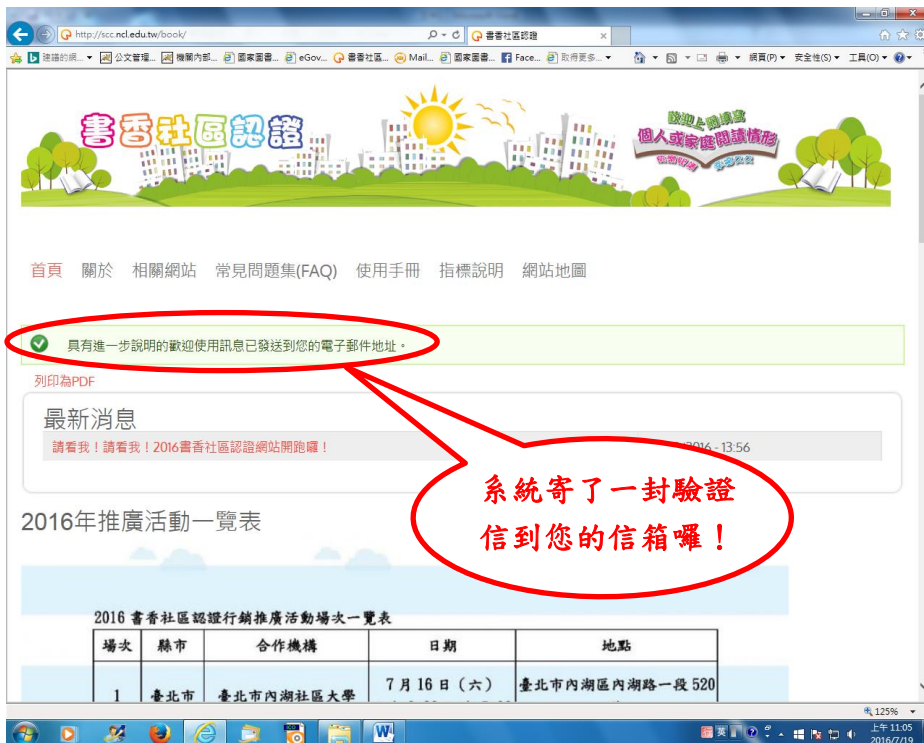 http://scc.ncl.edu.tw/book/
書香社區認證
建議的網...
公文管理...
機關內部...
國家圖書...
eGov...
書香社區...
Mail...
國家圖書...
Face...
取得更多...
網頁(P)
安全性(S)
工具(O)
書香社區認證
歡迎上網填寫
個人或家庭閱讀情形
首頁 關於 相關網站 常見問題集(FAQ) 使用手冊 指標說明 網站地圖
具有進一步說明的歡迎使用訊息已發送到您的電子郵件地址。
列印為PDF
最新消息
請看我！請看我！2016書香社區認證網站開跑囉！
2016 - 13:56
系統寄了一封驗證
信到您的信箱囉！
2016年推廣活動一覽表
2016 書香社區認證行銷推廣活動場次一覽表
場次 縣市 合作機構 日期 地點
1 臺北市 臺北市內湖社區大學 7 月 16 日（六） 臺北市內湖區內湖路一段 520
125%
英
上午 11:05
2016/7/19